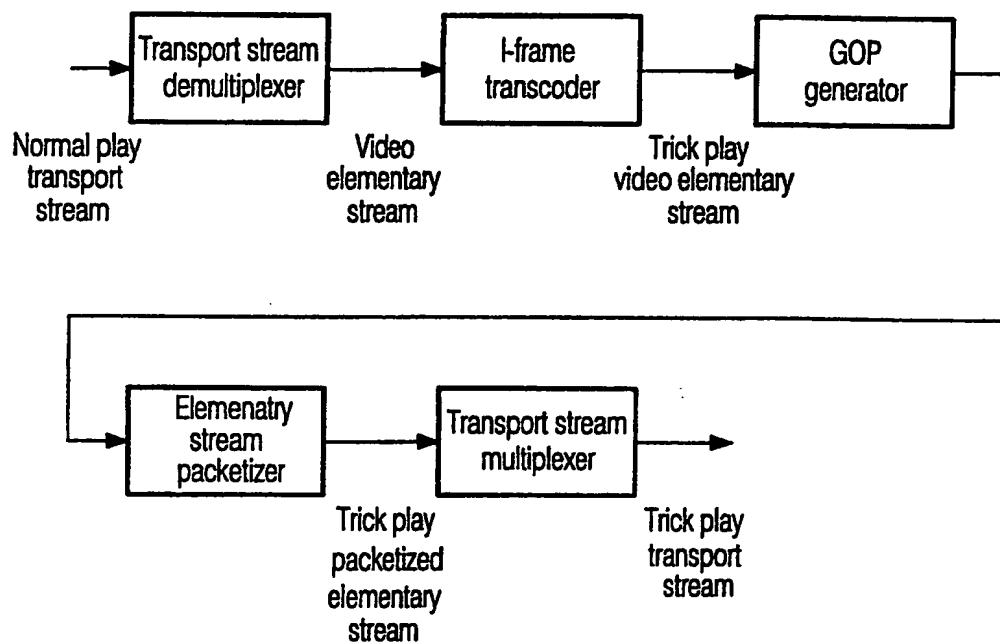 Transport stream
demultiplexer
I-frame
transcoder
GOP
generator
Normal play
transport
stream
Video
elementary
stream
Trick play
video elementary
stream
Elemenatry
stream
packetizer
Transport stream
multiplexer
Trick play
packetized
elementary
stream
Trick play
transport
stream